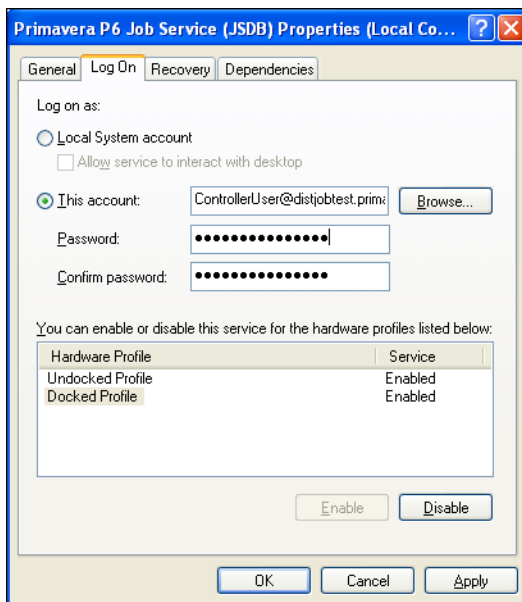 Primavera P6 Job Service (JSDB) Properties (Local Co...
General Log On Recovery Dependencies
Log on as:
Local System account
Allow service to interact with desktop
This account: ControllerUser@distjobtest.prima Browse...
Password: ●●●●●●●●●●●●●●●
Confirm password: ●●●●●●●●●●●●●●●
You can enable or disable this service for the hardware profiles listed below:
Hardware Profile Service
Undocked Profile Enabled
Docked Profile Enabled
Enable Disable
OK Cancel Apply